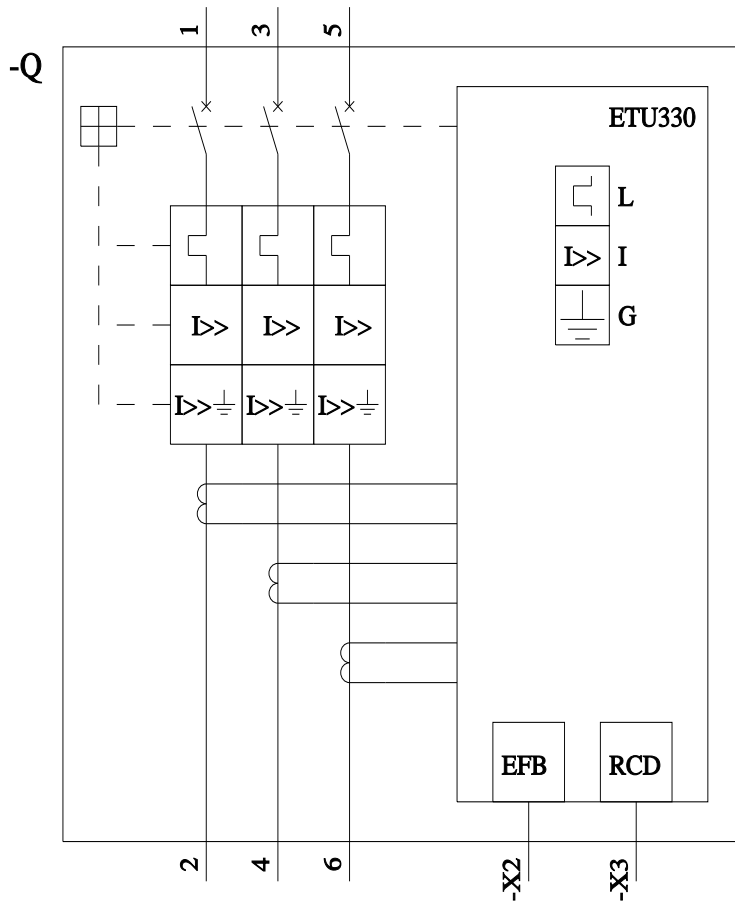 1 3 5
-Q
ETU330
L
I>> I
G
I>> I>> I>>
I>> I>> I>>
EFB RCD
2 4 6 -X2 -X3